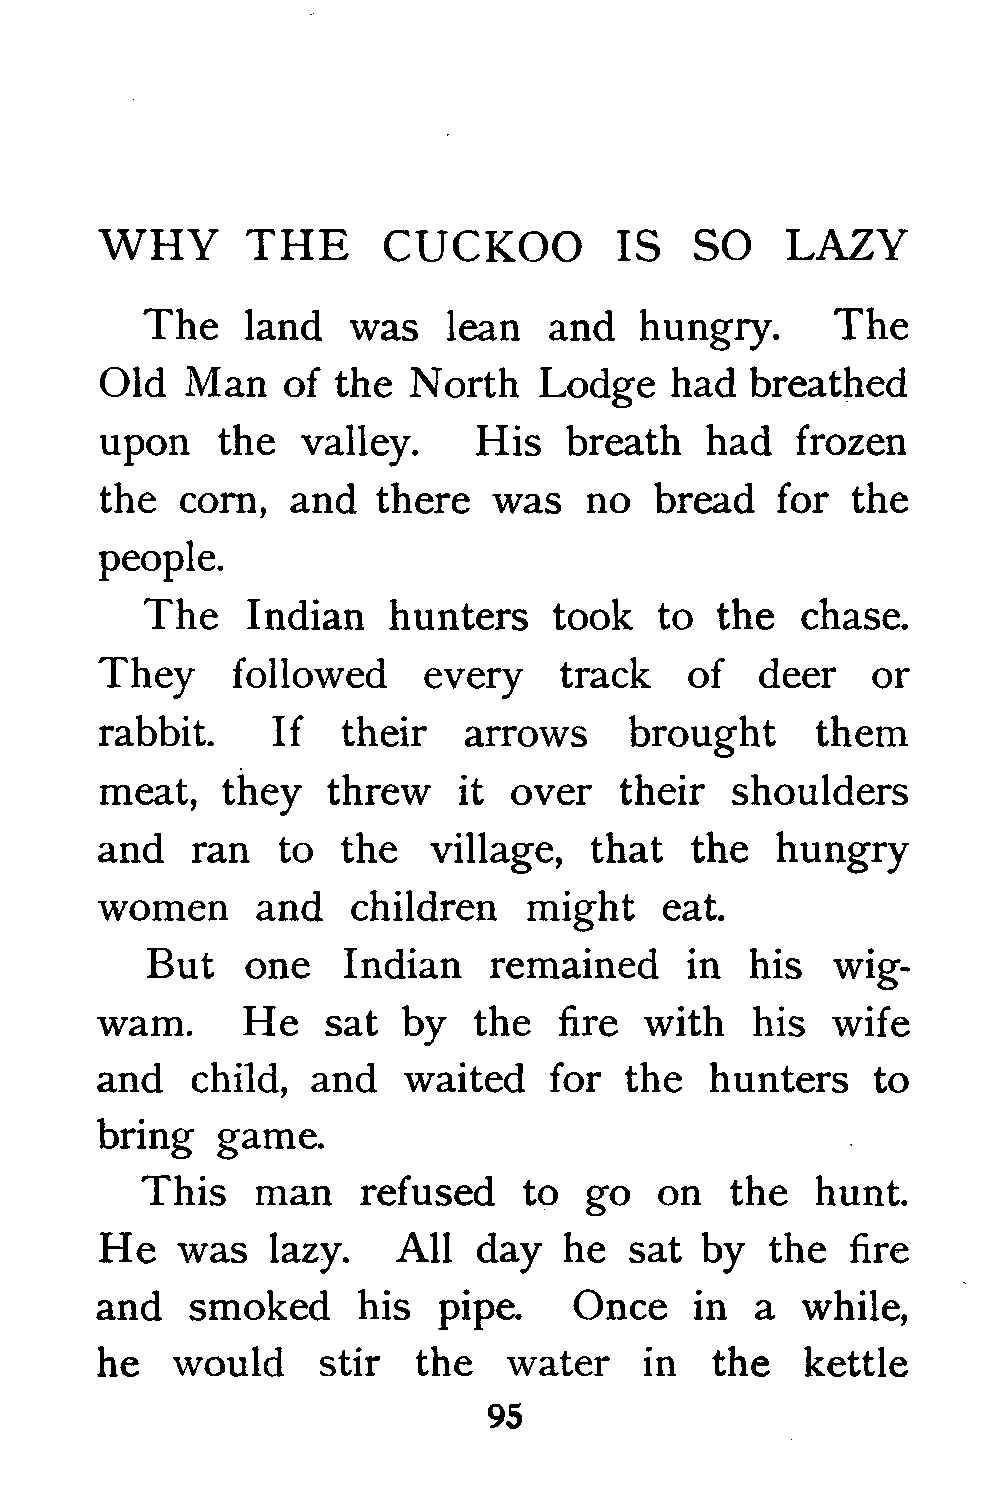 WHY THE CUCKOO IS SO LAZY
The land was lean and hungry. The
Old Man of the North Lodge had breathed
upon the valley. His breath had frozen
the corn, and there was no bread for the
people.
The Indian hunters took to the chase.
They followed every track of deer or
rabbit. If their arrows brought them
meat, they threw it over their shoulders
and ran to the village, that the hungry
women and children might eat.
But one Indian remained in his wig-
wam. He sat by the fire with his wife
and child, and waited for the hunters to
bring game.
This man refused to go on the hunt.
He was lazy. All day he sat by the fire
and smoked his pipe. Once in a while,
he would stir the water in the kettle
95